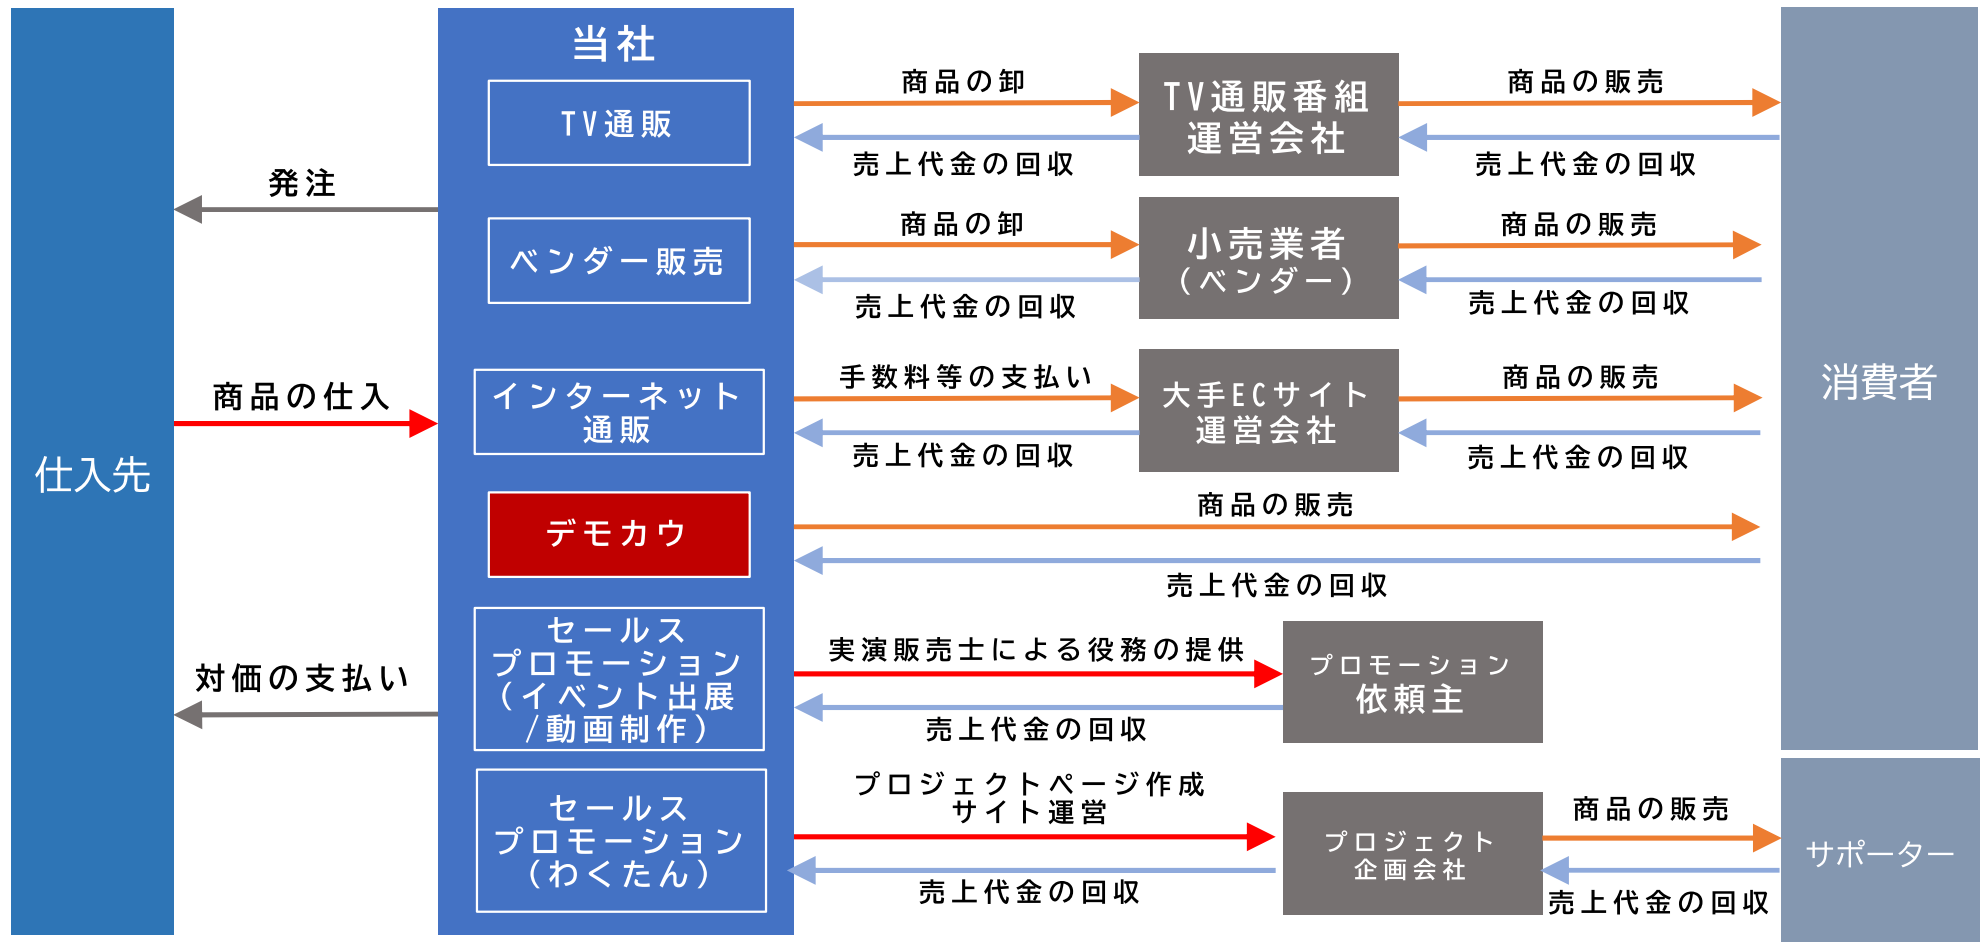 仕入先
発注
商品の仕入
対価の支払い
当社
TV通販
ベンダー販売
インターネット
通販
デモカウ
セールス
プロモーション
（イベント出展
/動画制作）
セールス
プロモーション
（わくたん）
商品の卸
売上代金の回収
TV通販番組
運営会社
商品の販売
売上代金の回収
商品の卸
売上代金の回収
小売業者
（ベンダー）
商品の販売
売上代金の回収
手数料等の支払い
売上代金の回収
大手ECサイト
運営会社
商品の販売
売上代金の回収
商品の販売
売上代金の回収
実演販売士による役務の提供
売上代金の回収
プロモーション
依頼主
プロジェクトページ作成
サイト運営
売上代金の回収
プロジェクト
企画会社
商品の販売
売上代金の回収
消費者
サポーター